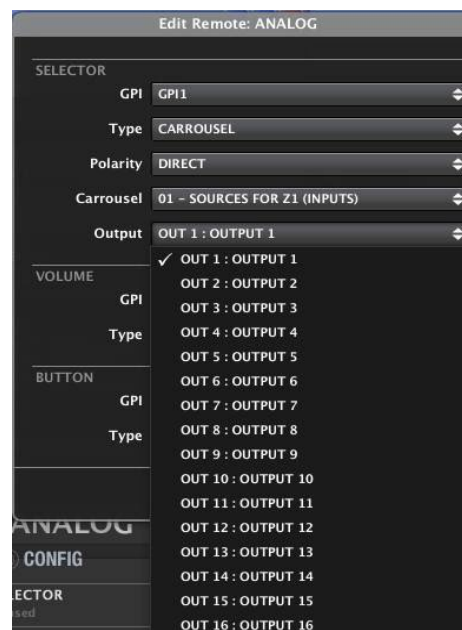 Edit Remote: ANALOG
SELECTOR
GPI GPI1
Type CARROUSEL
Polarity DIRECT
Carrousel 01 – SOURCES FOR Z1 (INPUTS)
Output OUT 1 : OUTPUT 1
✓ OUT 1 : OUTPUT 1
VOLUME
OUT 2 : OUTPUT 2
GPI
OUT 3 : OUTPUT 3
Type
OUT 4 : OUTPUT 4
OUT 5 : OUTPUT 5
BUTTON
OUT 6 : OUTPUT 6
GPI
OUT 7 : OUTPUT 7
Type
OUT 8 : OUTPUT 8
OUT 9 : OUTPUT 9
OUT 10 : OUTPUT 10
OUT 11 : OUTPUT 11
ANALOG
OUT 12 : OUTPUT 12
CONFIG
OUT 13 : OUTPUT 13
OUT 14 : OUTPUT 14
ECTOR
OUT 15 : OUTPUT 15
sed
OUT 16 : OUTPUT 16